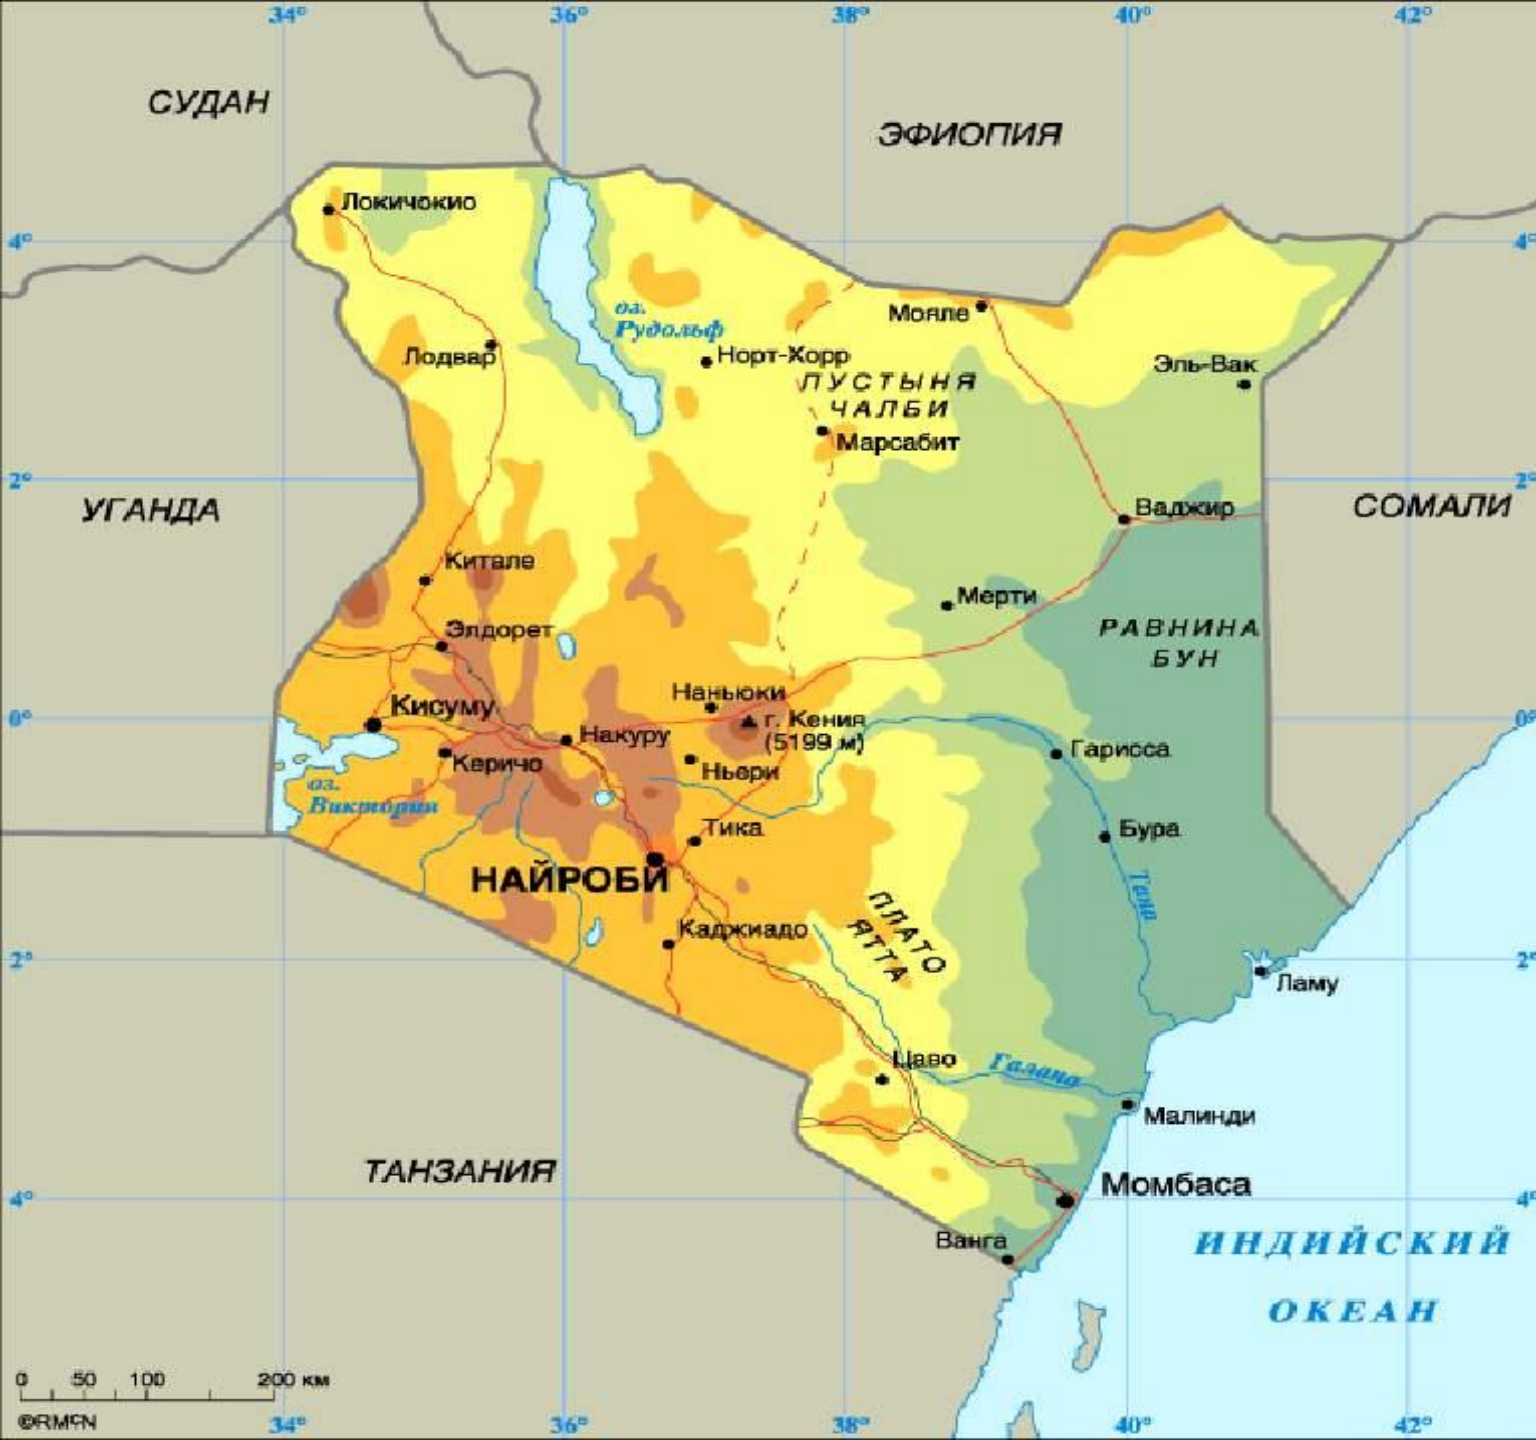 34°
36°
38°
40°
42°
СУДАН
ЭФИОПИЯ
Локичокио
4°
4°
оз.
Рудольф
Мояле
Лодвар
Норт-Хорр
Эль-Вак
ПУСТЫНЯ
ЧАЛБИ
Марсабит
2°
2°
УГАНДА
Ваджир
СОМАЛИ
Китале
Мерти
Элдорет
РАВНИНА
БУН
Наньюки
Кисуму
0°
0°
г. Кения
(5199 м)
Накуру
Гарисса
Керичо
Ньери
оз.
Виктория
Тика
Бура
НАЙРОБИ
Тана
ПЛАТО
ЯТТА
Каджиадо
2°
2°
Ламу
Цаво
Галана
Малинди
ТАНЗАНИЯ
Момбаса
4°
4°
Ванга
ИНДИЙСКИЙ
ОКЕАН
0 50 100 200 км
©RMCN
34°
36°
38°
40°
42°